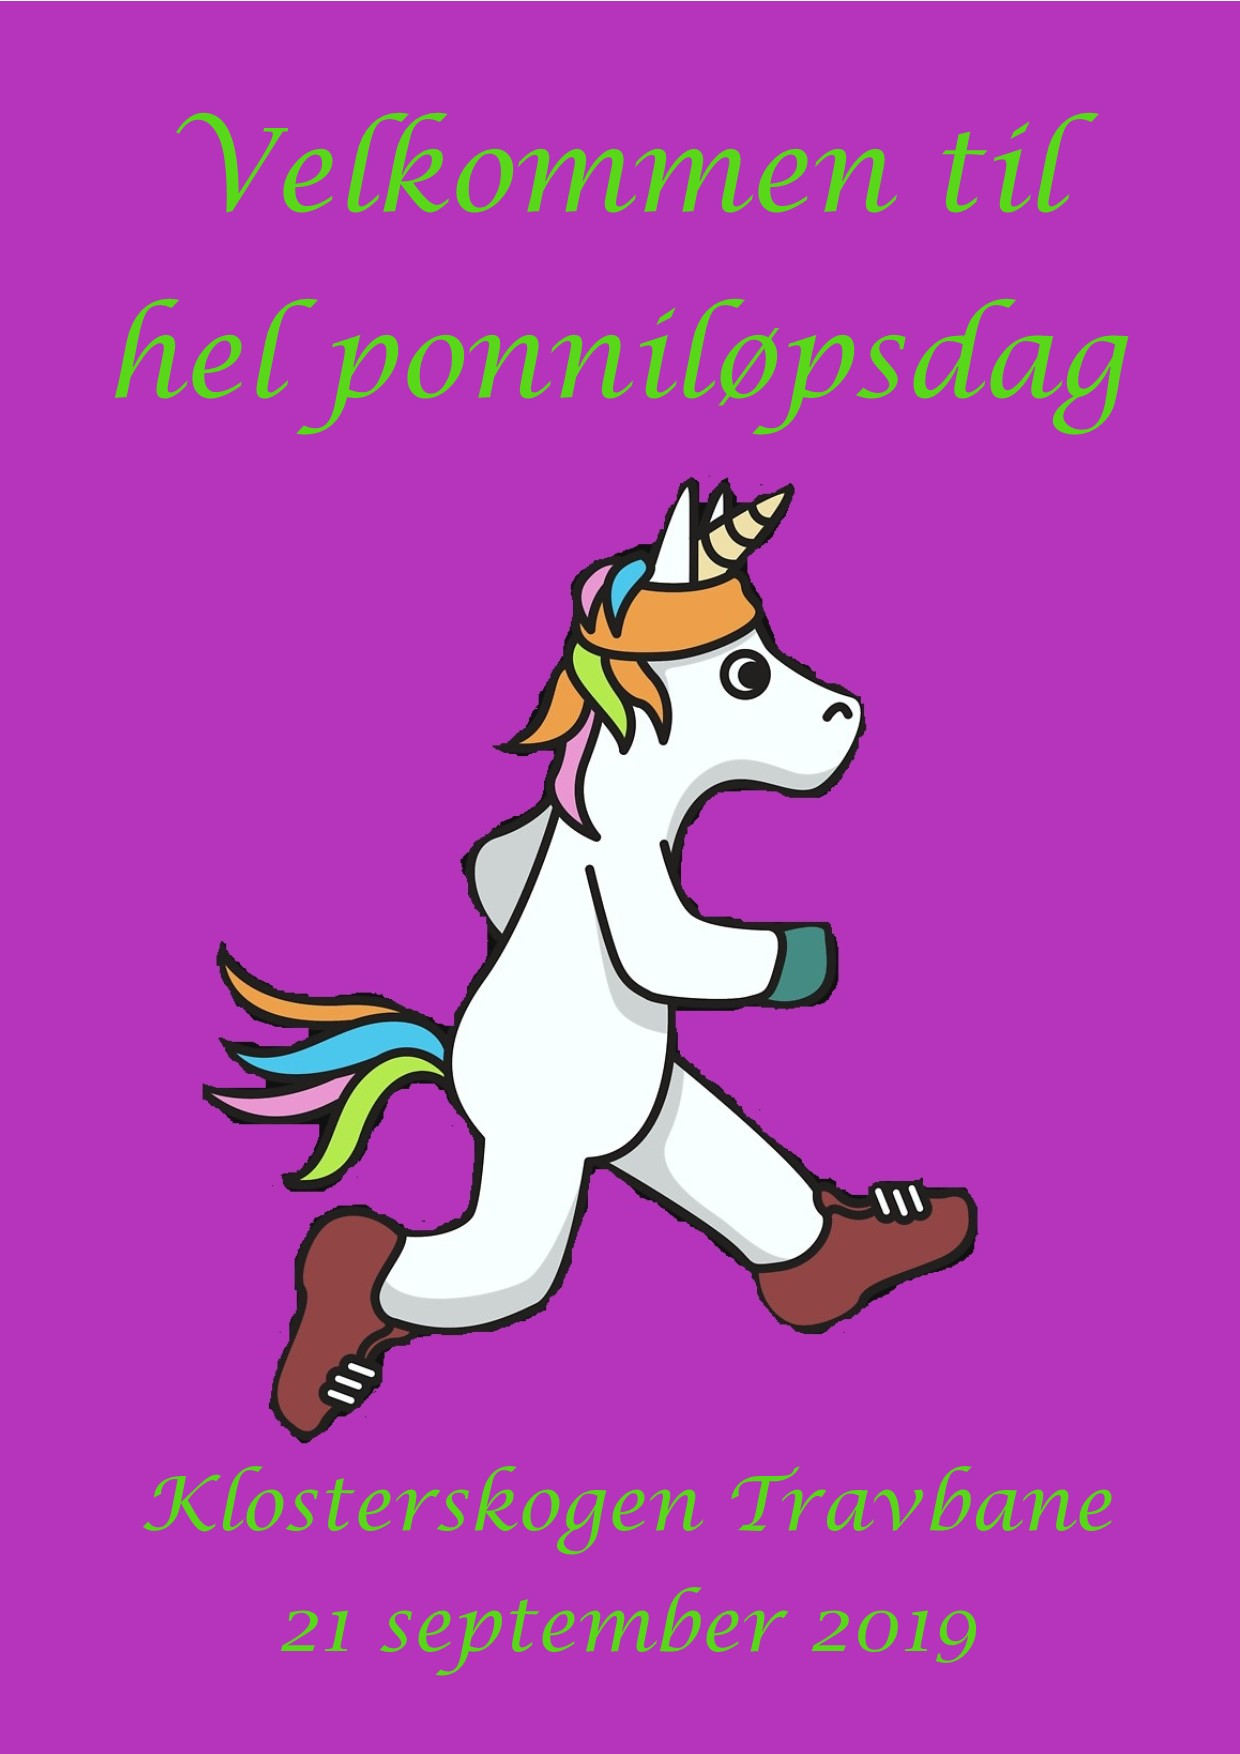 Velkommen til
hel ponniløpsdag
Klosterskogen Travbane
21 september 2019